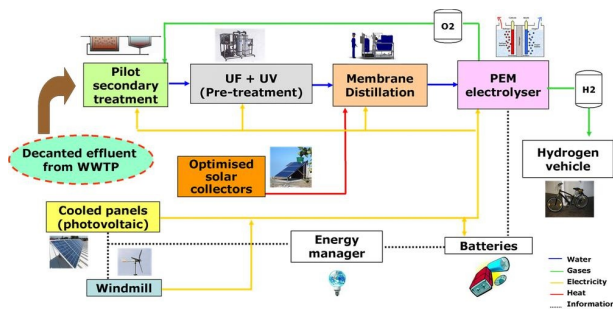 O2
Pilot
secondary
treatment
UF + UV
(Pre-treatment)
Membrane
Distillation
PEM
electrolyser
H2
Decanted effluent
from WWTP
Optimised
solar
collectors
Hydrogen
vehicle
Cooled panels
(photovoltaic)
Energy
manager
Batteries
Windmill
Water
Gases
Electricity
Heat
Information